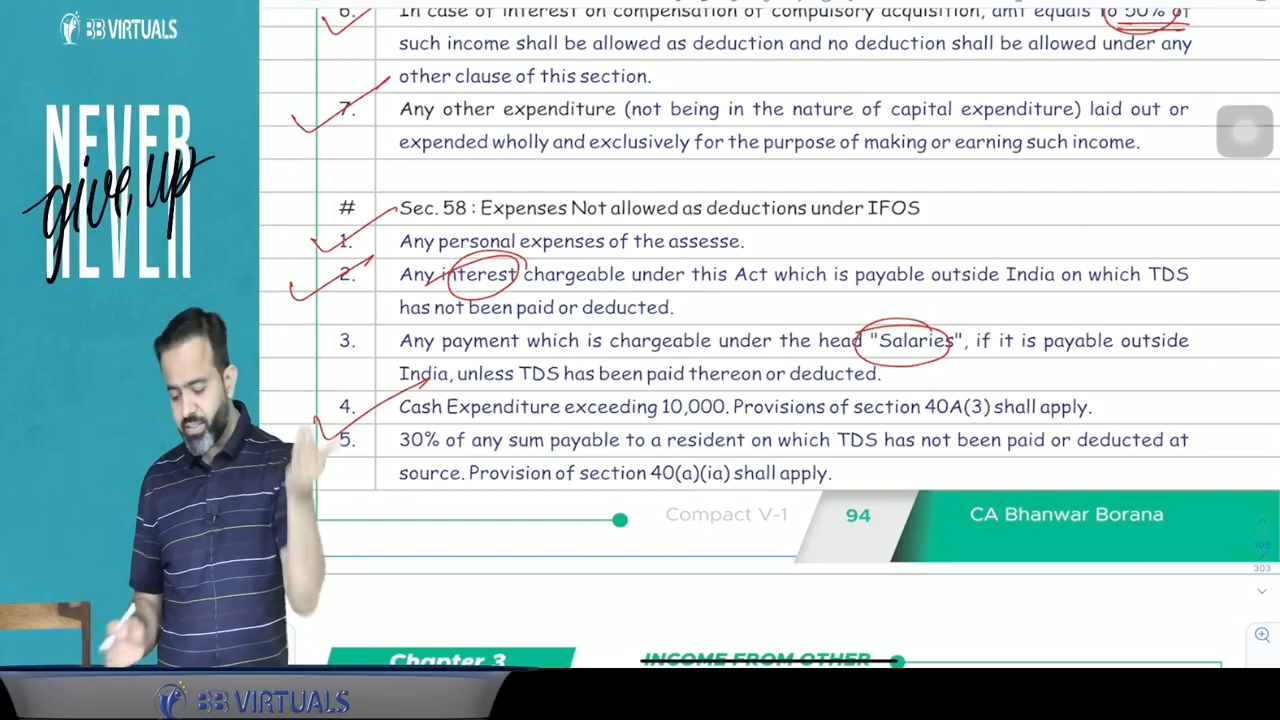 BB VIRTUALS
NEVER
give up
NEVER
6. In case of interest on compensation of compulsory acquisition, amt equals to 50% of
such income shall be allowed as deduction and no deduction shall be allowed under any
other clause of this section.
7. Any other expenditure (not being in the nature of capital expenditure) laid out or
expended wholly and exclusively for the purpose of making or earning such income.
# Sec. 58 : Expenses Not allowed as deductions under IFOS
1. Any personal expenses of the assesse.
2. Any interest chargeable under this Act which is payable outside India on which TDS
has not been paid or deducted.
3. Any payment which is chargeable under the head "Salaries", if it is payable outside
India, unless TDS has been paid thereon or deducted.
4. Cash Expenditure exceeding 10,000. Provisions of section 40A(3) shall apply.
5. 30% of any sum payable to a resident on which TDS has not been paid or deducted at
source. Provision of section 40(a)(ia) shall apply.
Compact V-1 94 CA Bhanwar Borana
108
303
Chapter 3 INCOME FROM OTHER
BB VIRTUALS